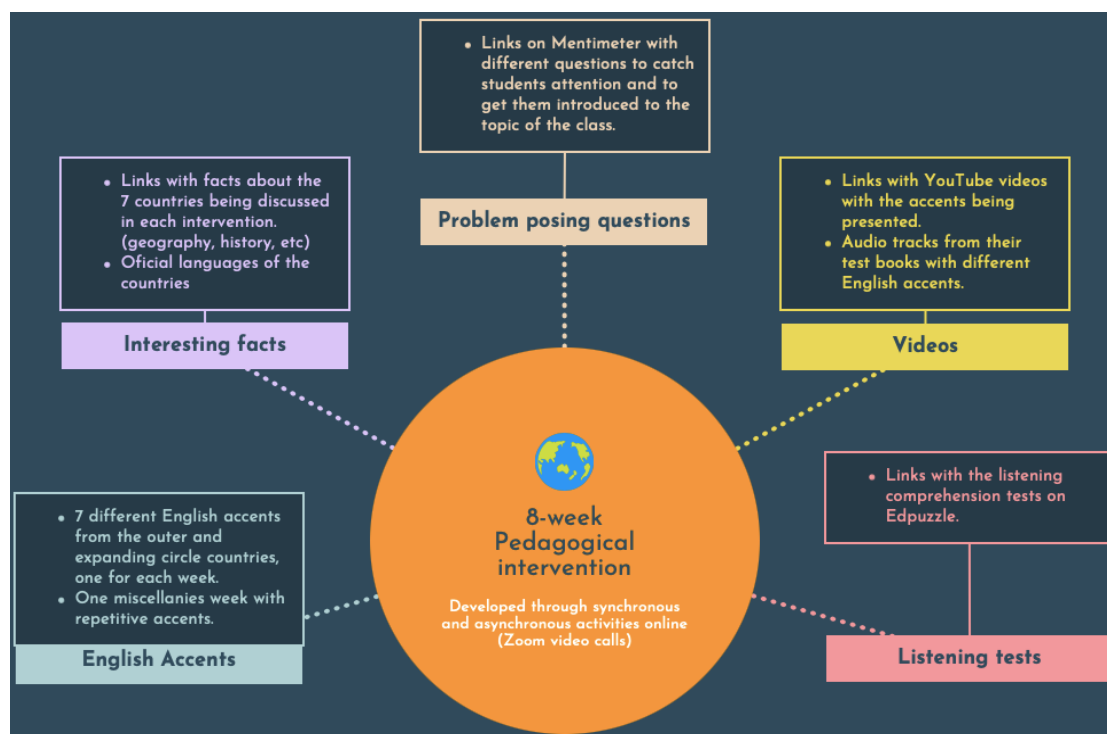 • Links on Mentimeter with
different questions to catch
students attention and to
get them introduced to the
topic of the class.
Problem posing questions
• Links with facts about the
7 countries being discussed
in each intervention.
(geography, history, etc)
• Oficial languages of the
countries
Interesting facts
• Links with YouTube videos
with the accents being
presented.
• Audio tracks from their
test books with different
English accents.
Videos
8-week
Pedagogical
intervention
Developed through synchronous
and asynchronous activities online
(Zoom video calls)
• 7 different English accents
from the outer and
expanding circle countries,
one for each week.
• One miscellanies week with
repetitive accents.
English Accents
• Links with the listening
comprehension tests on
Edpuzzle.
Listening tests